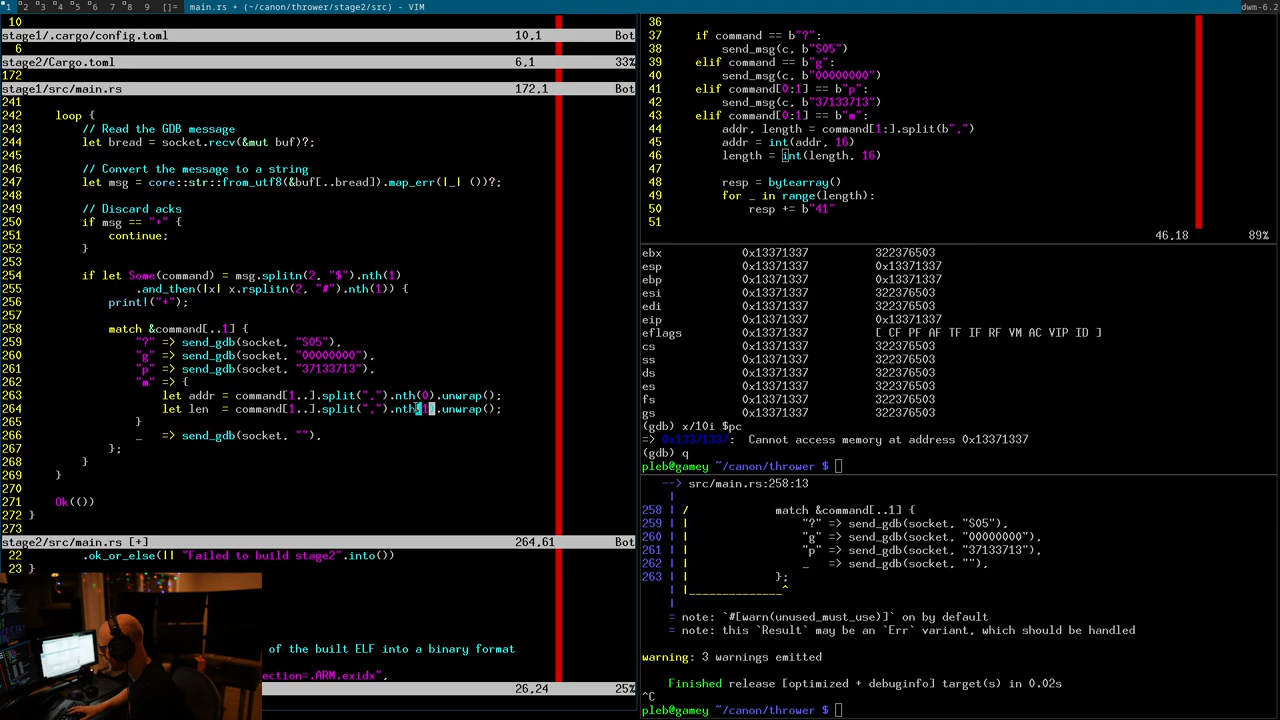 1 2 3 4 5 6 7 8 9 []= main.rs + (~/canon/thrower/stage2/src) - VIM dwm-6.2
10
stage1/.cargo/config.toml 10,1 Bot
6
stage2/Cargo.toml 6,1 33%
172
stage1/src/main.rs 172,1 Bot
241
242 loop {
243 // Read the GDB message
244 let bread = socket.recv(&mut buf)?;
245
246 // Convert the message to a string
247 let msg = core::str::from_utf8(&buf[..bread]).map_err(|_| ())?;
248
249 // Discard acks
250 if msg == "+" {
251 continue;
252 }
253
254 if let Some(command) = msg.splitn(2, "$").nth(1)
255 .and_then(|x| x.rsplitn(2, "#").nth(1)) {
256 print!("+");
257
258 match &command[..1] {
259 "?" => send_gdb(socket, "S05"),
260 "g" => send_gdb(socket, "00000000"),
261 "p" => send_gdb(socket, "37133713"),
262 "m" => {
263 let addr = command[1..].split(",").nth(0).unwrap();
264 let len = command[1..].split(",").nth(1).unwrap();
265 }
266 _ => send_gdb(socket, ""),
267 };
268 }
269 }
270
271 Ok(())
272 }
273
stage2/src/main.rs [+] 264,61 Bot
22 .ok_or_else(|| "Failed to build stage2".into())
23 }
of the built ELF into a binary format
ection=.ARM.exidx",
26,24 25%
36
37 if command == b"?":
38 send_msg(c, b"S05")
39 elif command == b"g":
40 send_msg(c, b"00000000")
41 elif command[0:1] == b"p":
42 send_msg(c, b"37133713")
43 elif command[0:1] == b"m":
44 addr, length = command[1:].split(b",")
45 addr = int(addr, 16)
46 length = int(length, 16)
47
48 resp = bytearray()
49 for _ in range(length):
50 resp += b"41"
51
46,18 89%
ebx 0x13371337 322376503
esp 0x13371337 0x13371337
ebp 0x13371337 0x13371337
esi 0x13371337 322376503
edi 0x13371337 322376503
eip 0x13371337 0x13371337
eflags 0x13371337 [ CF PF AF TF IF RF VM AC VIP ID ]
cs 0x13371337 322376503
ss 0x13371337 322376503
ds 0x13371337 322376503
es 0x13371337 322376503
fs 0x13371337 322376503
gs 0x13371337 322376503
(gdb) x/10i $pc
=> 0x13371337: Cannot access memory at address 0x13371337
(gdb) q
pleb@gamey ~/canon/thrower $
--> src/main.rs:258:13
|
258 | / match &command[..1] {
259 | | "?" => send_gdb(socket, "S05"),
260 | | "g" => send_gdb(socket, "00000000"),
261 | | "p" => send_gdb(socket, "37133713"),
262 | | _ => send_gdb(socket, ""),
263 | | };
| |______________^
|
= note: `#[warn(unused_must_use)]` on by default
= note: this `Result` may be an `Err` variant, which should be handled
warning: 3 warnings emitted
Finished release [optimized + debuginfo] target(s) in 0.02s
^C
pleb@gamey ~/canon/thrower $